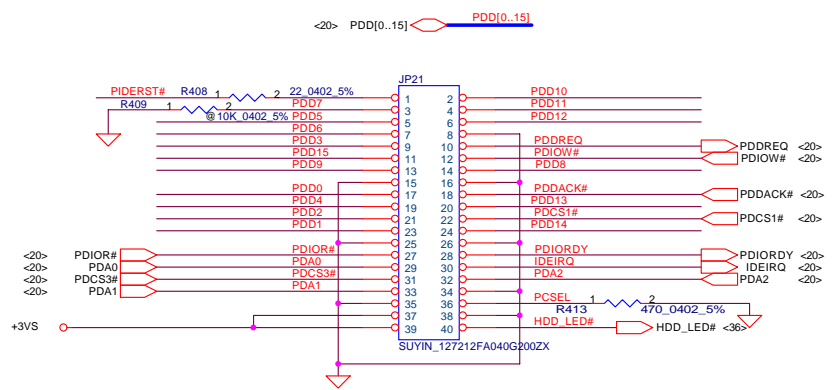 <20> PDD[0..15] PDD[0..15]
JP21
PIDERST# R408 1 2 22_0402_5% 1 2 PDD10
R409 1 2 PDD7 3 4 PDD11
@10K_0402_5% PDD5 5 6 PDD12
PDD6 7 8
PDD3 9 10 PDDREQ PDDREQ <20>
PDD15 11 12 PDIOW# PDIOW# <20>
PDD9 13 14 PDD8
15 16
PDD0 17 18 PDDACK# PDDACK# <20>
PDD4 19 20 PDD13
PDD2 21 22 PDCS1# PDCS1# <20>
PDD1 23 24 PDD14
25 26
<20> PDIOR# PDIOR# 27 28 PDIORDY PDIORDY <20>
<20> PDA0 PDA0 29 30 IDEIRQ IDEIRQ <20>
<20> PDCS3# PDCS3# 31 32 PDA2 PDA2 <20>
<20> PDA1 PDA1 33 34
35 36 PCSEL R413 1 2 470_0402_5%
37 38
+3VS 39 40 HDD_LED# HDD_LED# <36>
SUYIN_127212FA040G200ZX